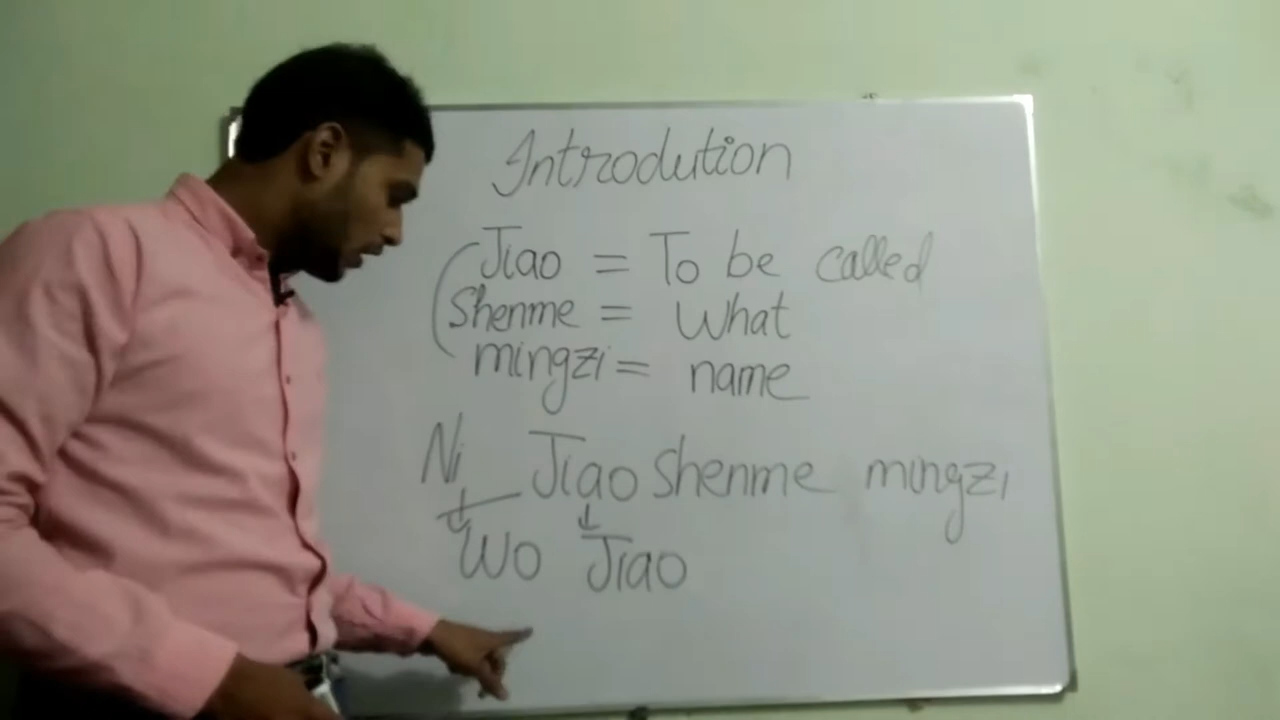 Introdution
Jiao = To be called
Shenme = What
mingzi = name
Ni Jiao Shenme mingzi
Wo Jiao